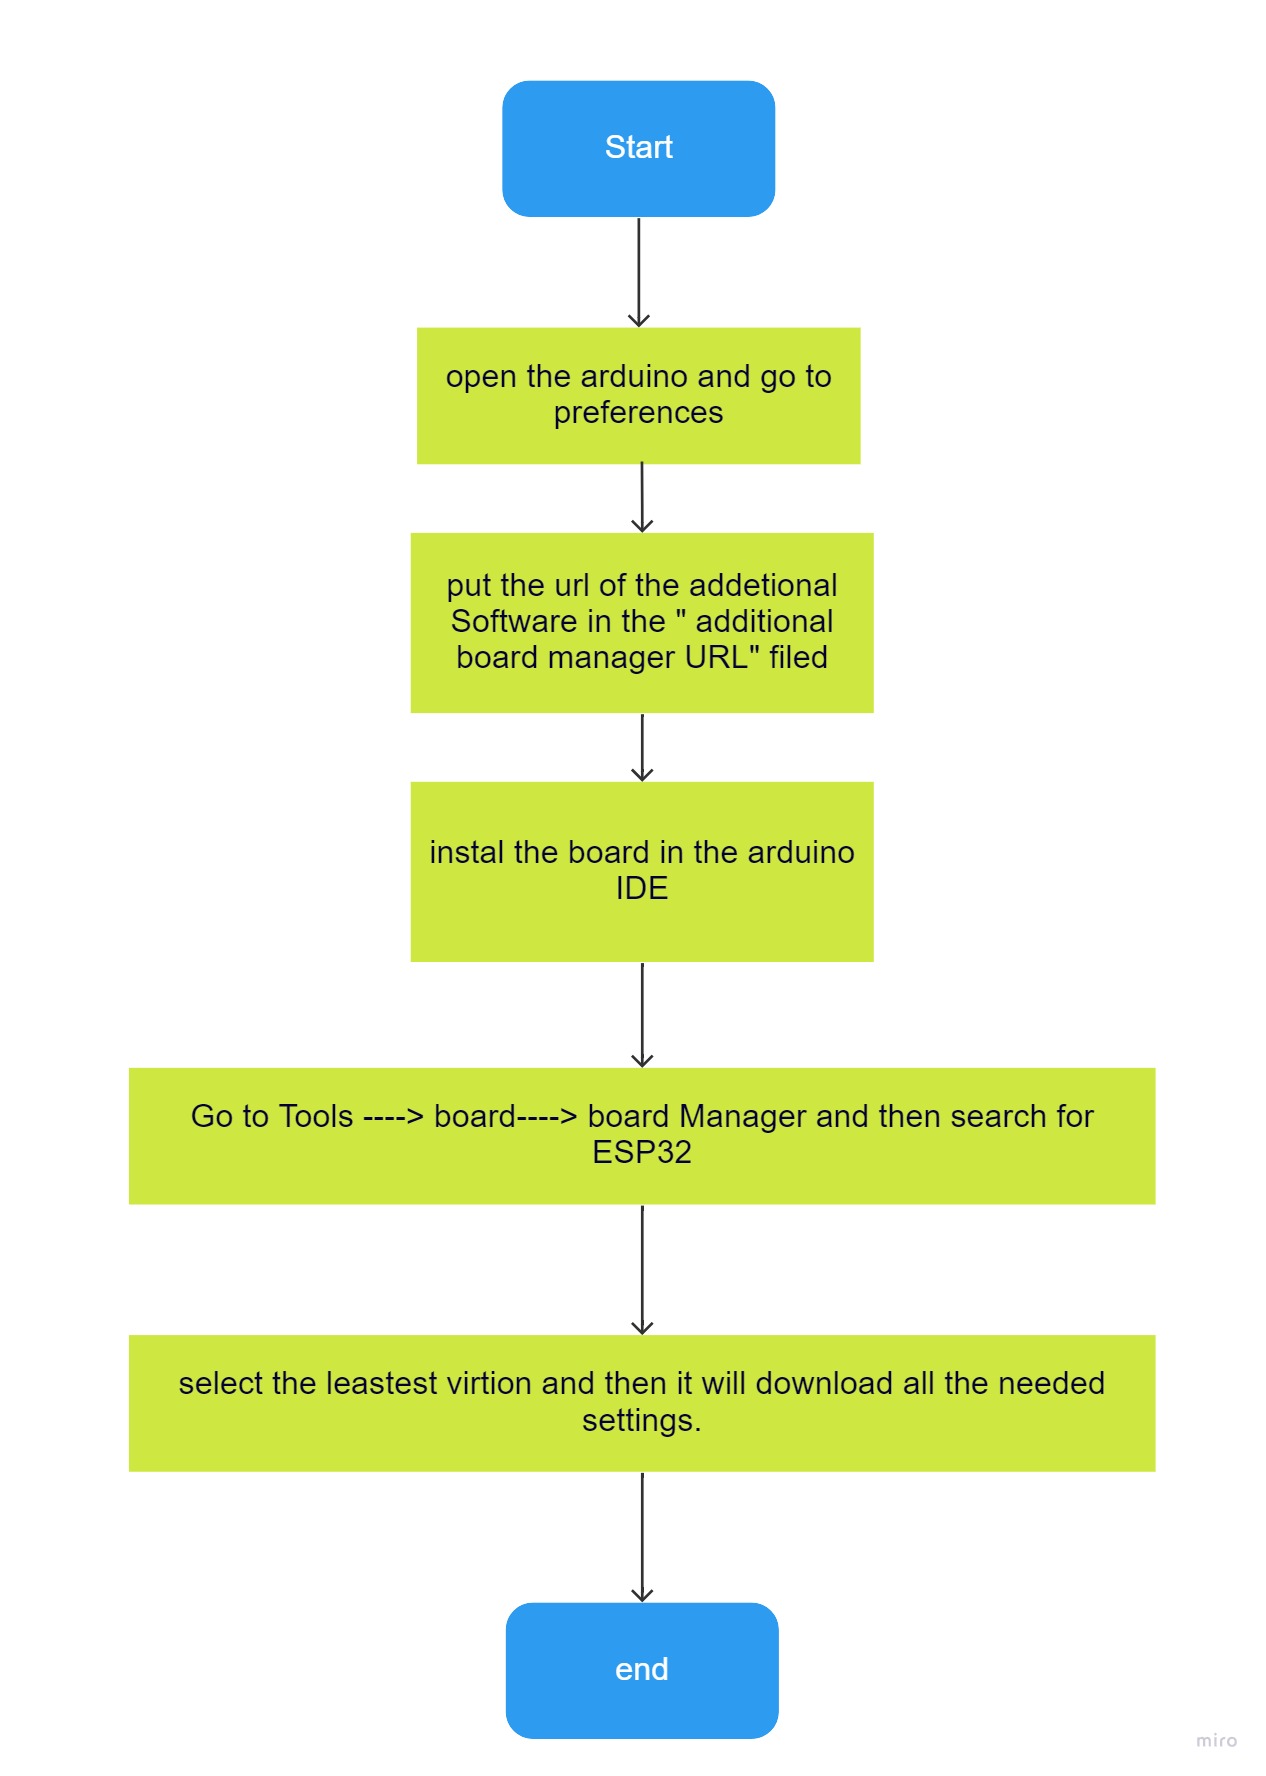 Start
open the arduino and go to
preferences
put the url of the addetional
Software in the " additional
board manager URL" filed
instal the board in the arduino
IDE
Go to Tools ----> board----> board Manager and then search for
ESP32
select the leastest virtion and then it will download all the needed
settings.
end
miro